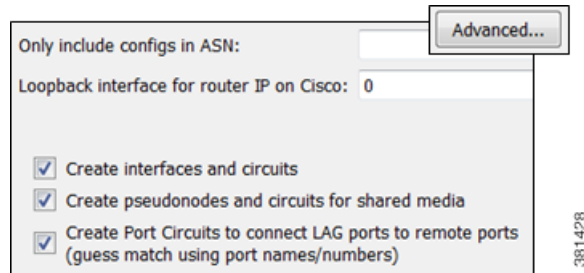 Advanced...
Only include configs in ASN:
Loopback interface for router IP on Cisco: 0
Create interfaces and circuits
Create pseudonodes and circuits for shared media
Create Port Circuits to connect LAG ports to remote ports
(guess match using port names/numbers)
381428